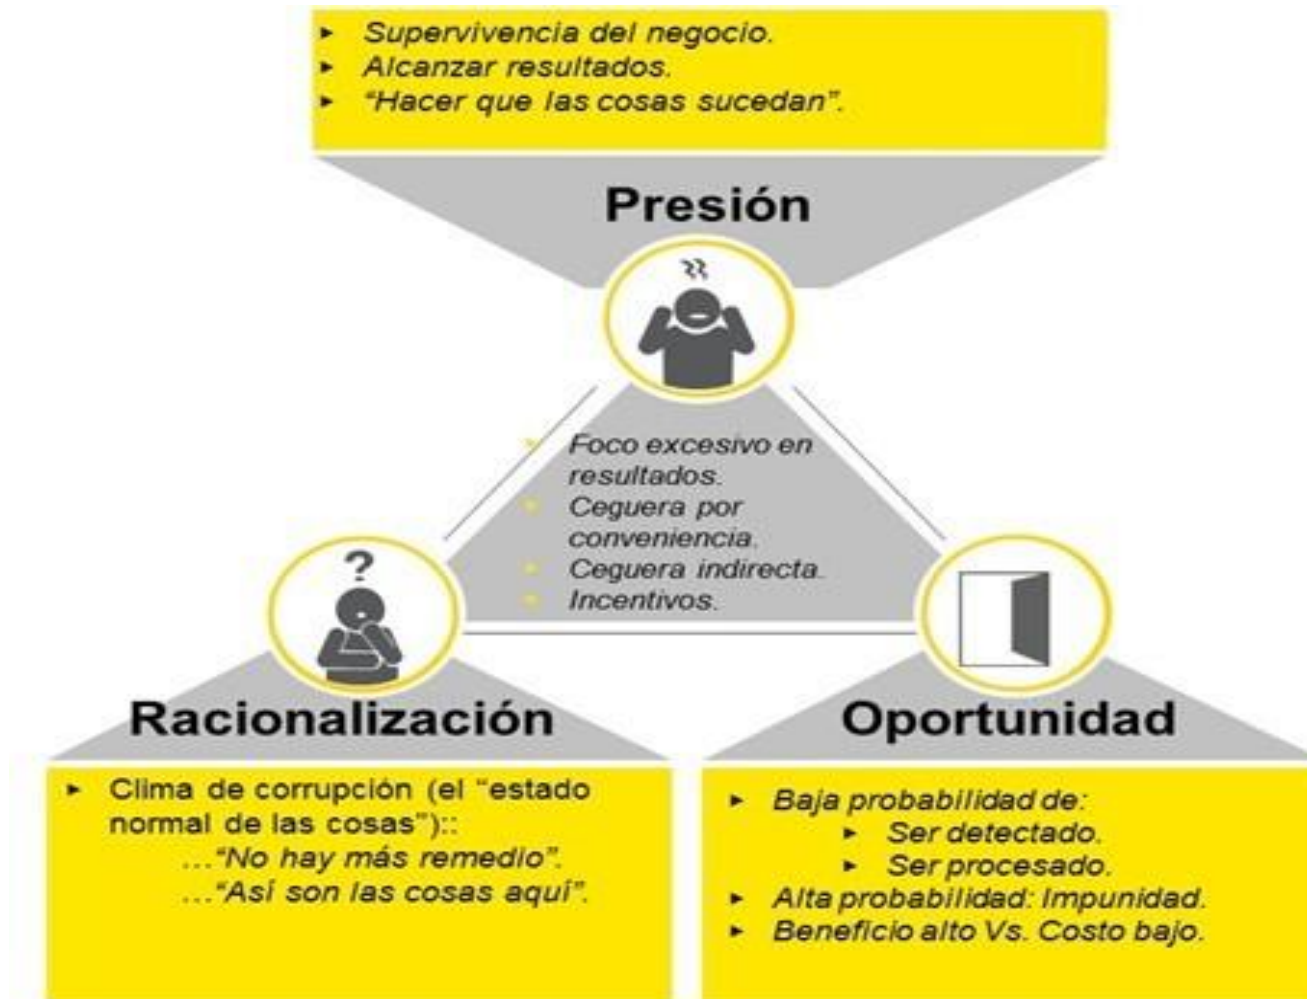 ► Supervivencia del negocio.
► Alcanzar resultados.
► “Hacer que las cosas sucedan”.
Presión
Foco excesivo en
resultados.
Ceguera por
conveniencia.
Ceguera indirecta.
Incentivos.
?
Racionalización
Oportunidad
► Clima de corrupción (el “estado
normal de las cosas”)::
…“No hay más remedio”.
…“Así son las cosas aquí”.
► Baja probabilidad de:
► Ser detectado.
► Ser procesado.
► Alta probabilidad: Impunidad.
► Beneficio alto Vs. Costo bajo.